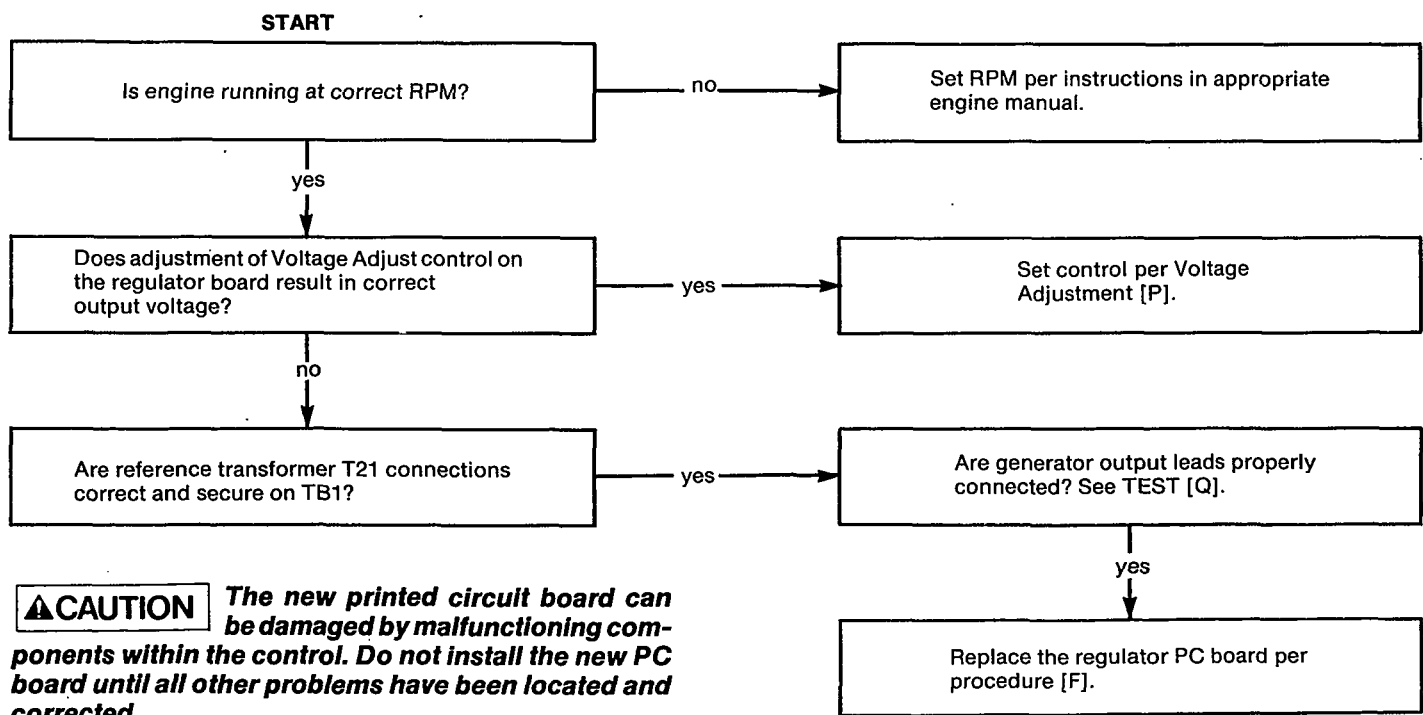 START
Is engine running at correct RPM?
no
Set RPM per instructions in appropriate
engine manual.
yes
Does adjustment of Voltage Adjust control on
the regulator board result in correct
output voltage?
yes
Set control per Voltage
Adjustment [P].
no
Are reference transformer T21 connections
correct and secure on TB1?
yes
Are generator output leads properly
connected? See TEST [Q].
yes
Replace the regulator PC board per
procedure [F].
CAUTION The new printed circuit board can
be damaged by malfunctioning com-
ponents within the control. Do not install the new PC
board until all other problems have been located and
corrected